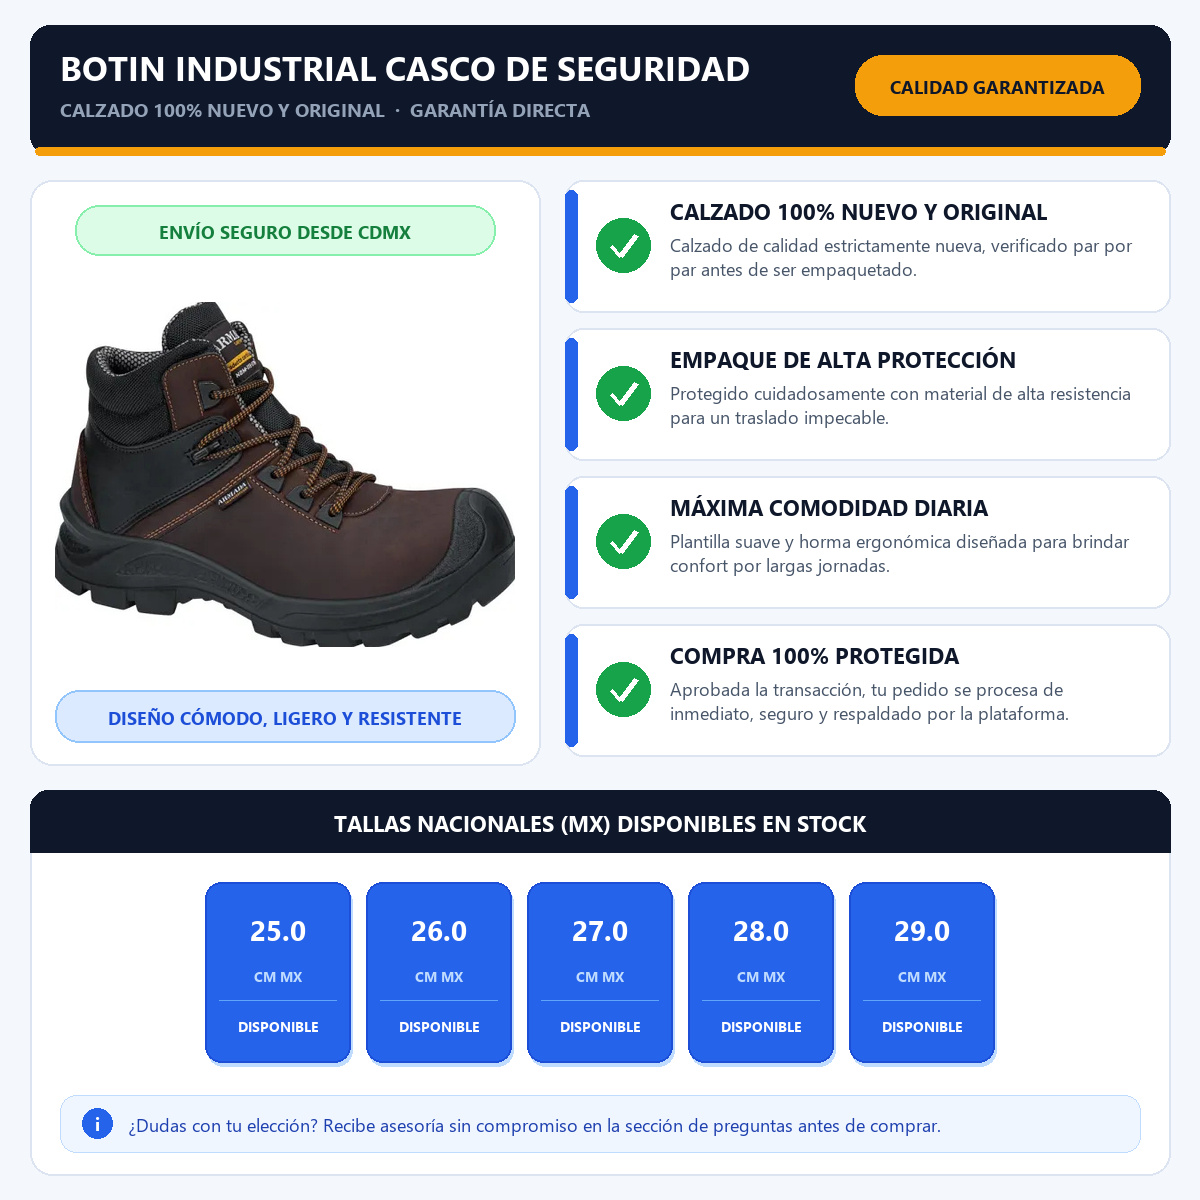 BOTIN INDUSTRIAL CASCO DE SEGURIDAD
CALZADO 100% NUEVO Y ORIGINAL · GARANTÍA DIRECTA
CALIDAD GARANTIZADA
ENVÍO SEGURO DESDE CDMX
ARMADA
DISEÑO CÓMODO, LIGERO Y RESISTENTE
CALZADO 100% NUEVO Y ORIGINAL
Calzado de calidad estrictamente nueva, verificado par por
par antes de ser empaquetado.
EMPAQUE DE ALTA PROTECCIÓN
Protegido cuidadosamente con material de alta resistencia
para un traslado impecable.
MÁXIMA COMODIDAD DIARIA
Plantilla suave y horma ergonómica diseñada para brindar
confort por largas jornadas.
COMPRA 100% PROTEGIDA
Aprobada la transacción, tu pedido se procesa de
inmediato, seguro y respaldado por la plataforma.
TALLAS NACIONALES (MX) DISPONIBLES EN STOCK
25.0
CM MX
DISPONIBLE
26.0
CM MX
DISPONIBLE
27.0
CM MX
DISPONIBLE
28.0
CM MX
DISPONIBLE
29.0
CM MX
DISPONIBLE
¿Dudas con tu elección? Recibe asesoría sin compromiso en la sección de preguntas antes de comprar.